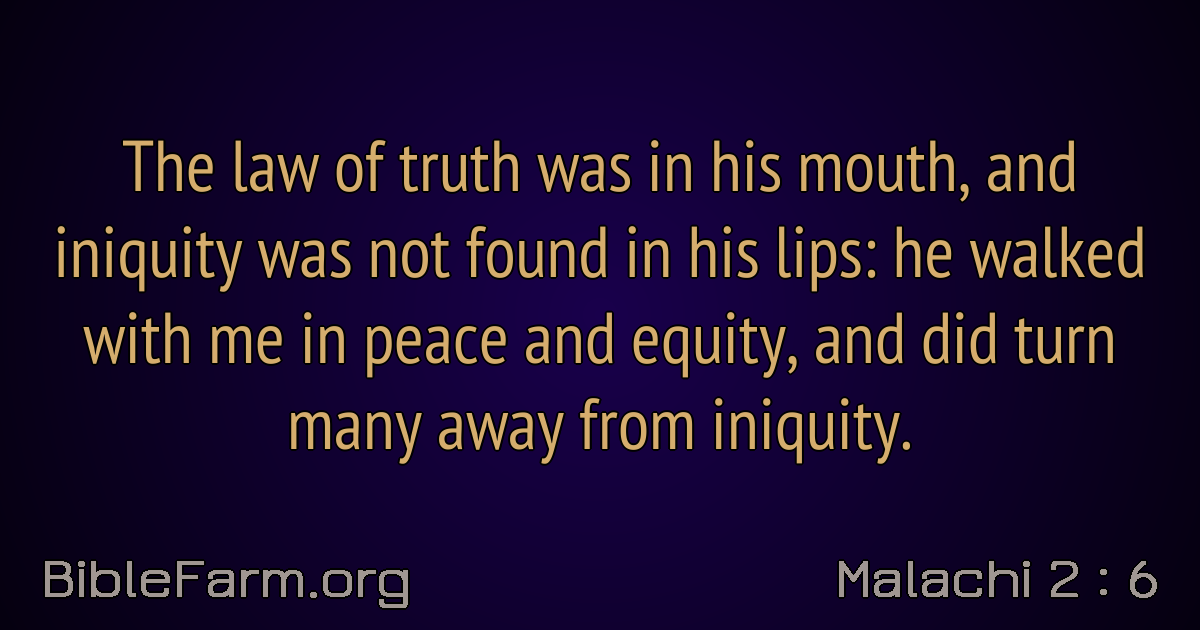 The law of truth was in his mouth, and
iniquity was not found in his lips: he walked
with me in peace and equity, and did turn
many away from iniquity.
BibleFarm.org
Malachi 2 : 6